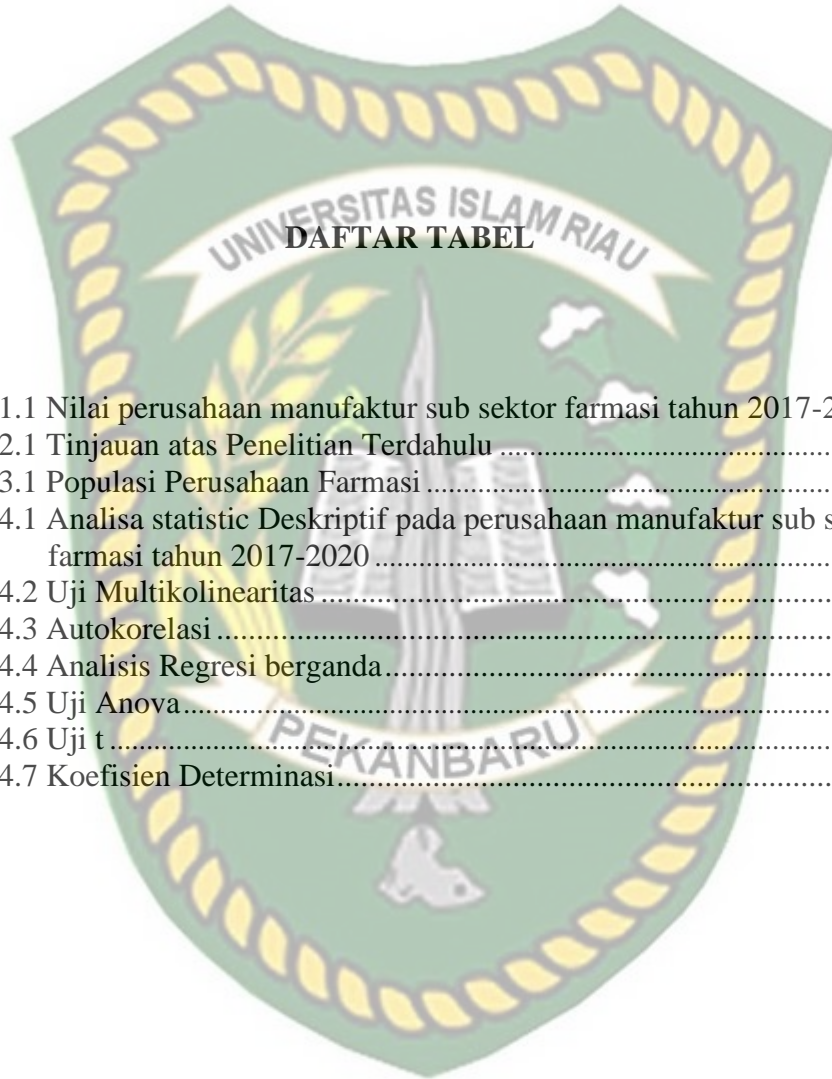 UNIVERSITAS ISLAM RIAU
DAFTAR TABEL
1.1 Nilai perusahaan manufaktur sub sektor farmasi tahun 2017-2
2.1 Tinjauan atas Penelitian Terdahulu ........................................
3.1 Populasi Perusahaan Farmasi ..................................................
4.1 Analisa statistic Deskriptif pada perusahaan manufaktur sub s
farmasi tahun 2017-2020 ........................................................
4.2 Uji Multikolinearitas ..............................................................
4.3 Autokorelasi ...........................................................................
4.4 Analisis Regresi berganda .......................................................
4.5 Uji Anova ................................................................................
4.6 Uji t .........................................................................................
PEKANBARU
4.7 Koefisien Determinasi .............................................................